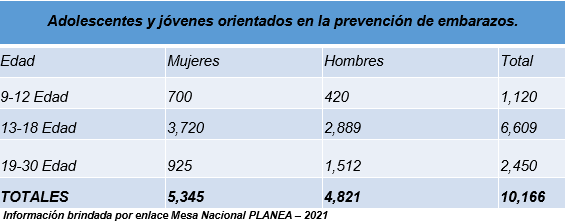 Adolescentes y jóvenes orientados en la prevención de embarazos.
Edad Mujeres Hombres Total
9-12 Edad 700 420 1,120
13-18 Edad 3,720 2,889 6,609
19-30 Edad 925 1,512 2,450
TOTALES 5,345 4,821 10,166
Información brindada por enlace Mesa Nacional PLANEA – 2021